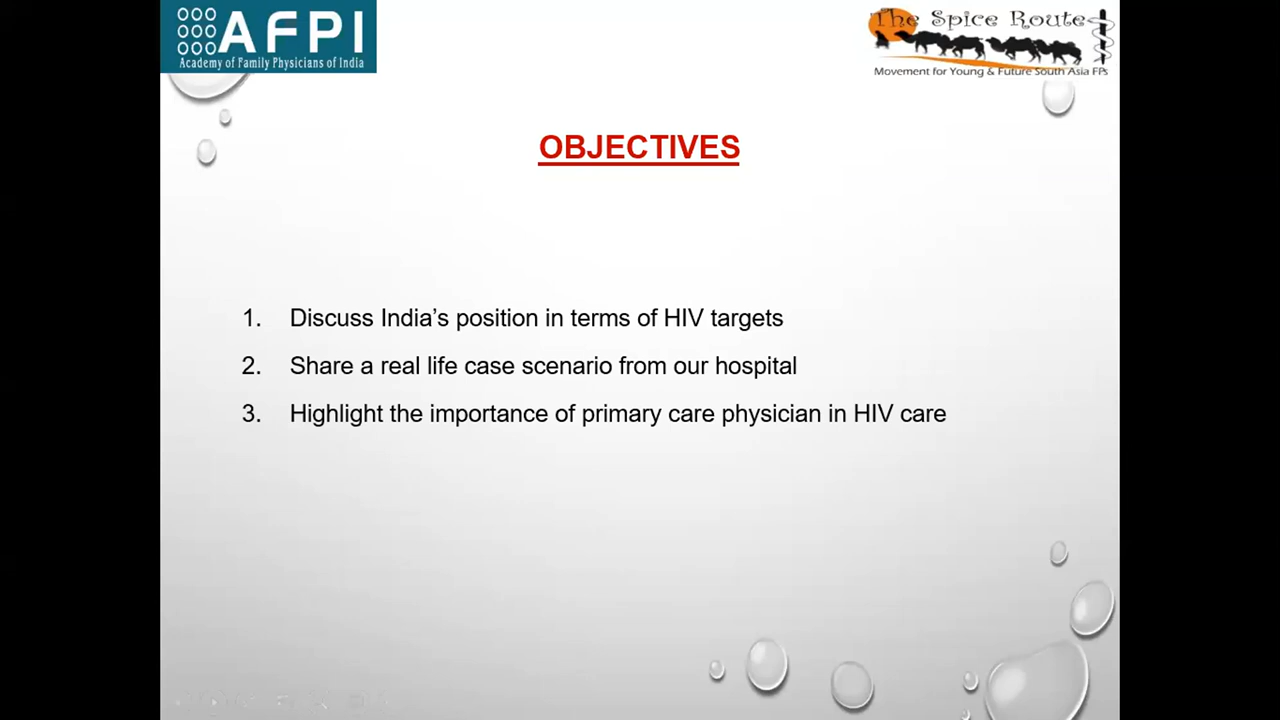 AFPI
Academy of Family Physicians of India
The Spice Route
Movement for Young & Future South Asia FPs
OBJECTIVES
1. Discuss India’s position in terms of HIV targets
2. Share a real life case scenario from our hospital
3. Highlight the importance of primary care physician in HIV care